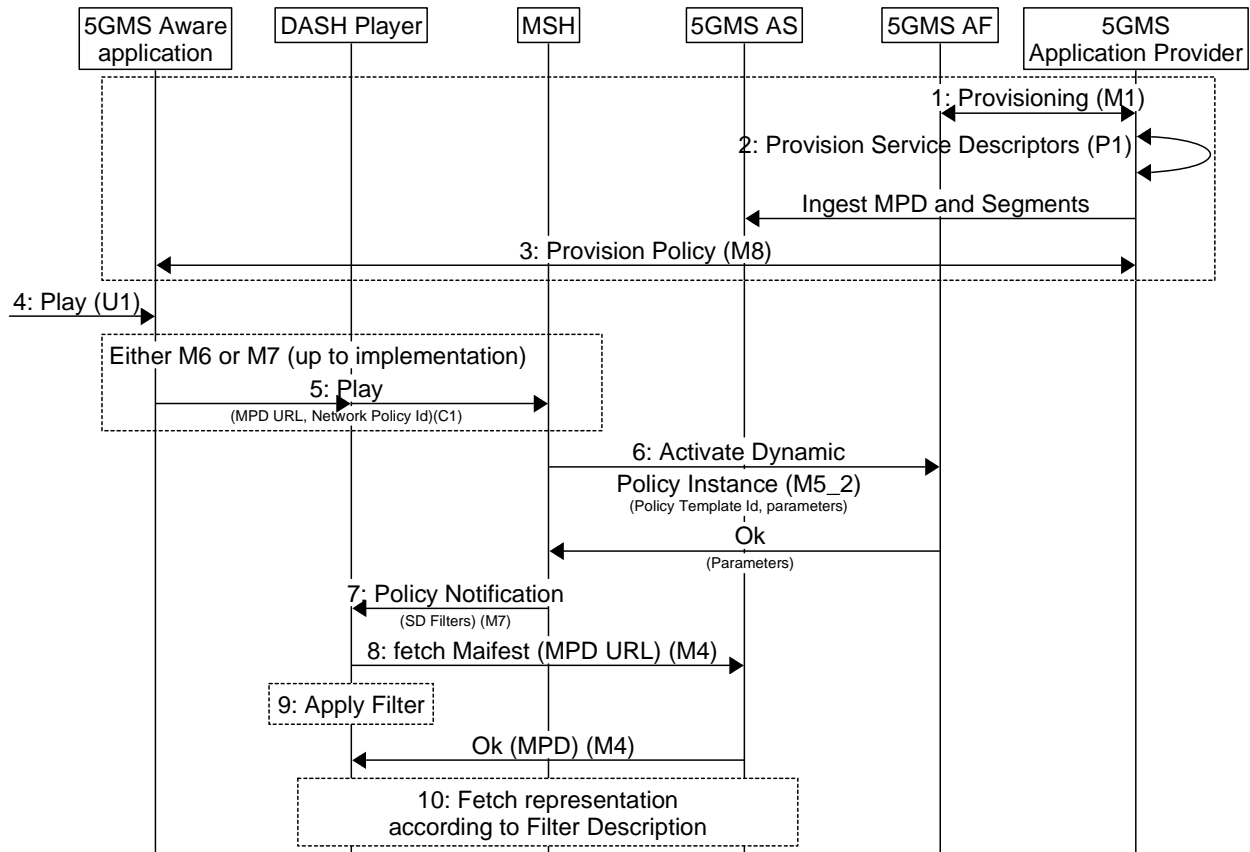 5GMS Aware
application
DASH Player
MSH
5GMS AS
5GMS AF
5GMS
Application Provider
1: Provisioning (M1)
2: Provision Service Descriptors (P1)
Ingest MPD and Segments
3: Provision Policy (M8)
4: Play (U1)
Either M6 or M7 (up to implementation)
5: Play
(MPD URL, Network Policy Id)(C1)
6: Activate Dynamic
Policy Instance (M5_2)
(Policy Template Id, parameters)
Ok
(Parameters)
7: Policy Notification
(SD Filters) (M7)
8: fetch Maifest (MPD URL) (M4)
9: Apply Filter
Ok (MPD) (M4)
10: Fetch representation
according to Filter Description